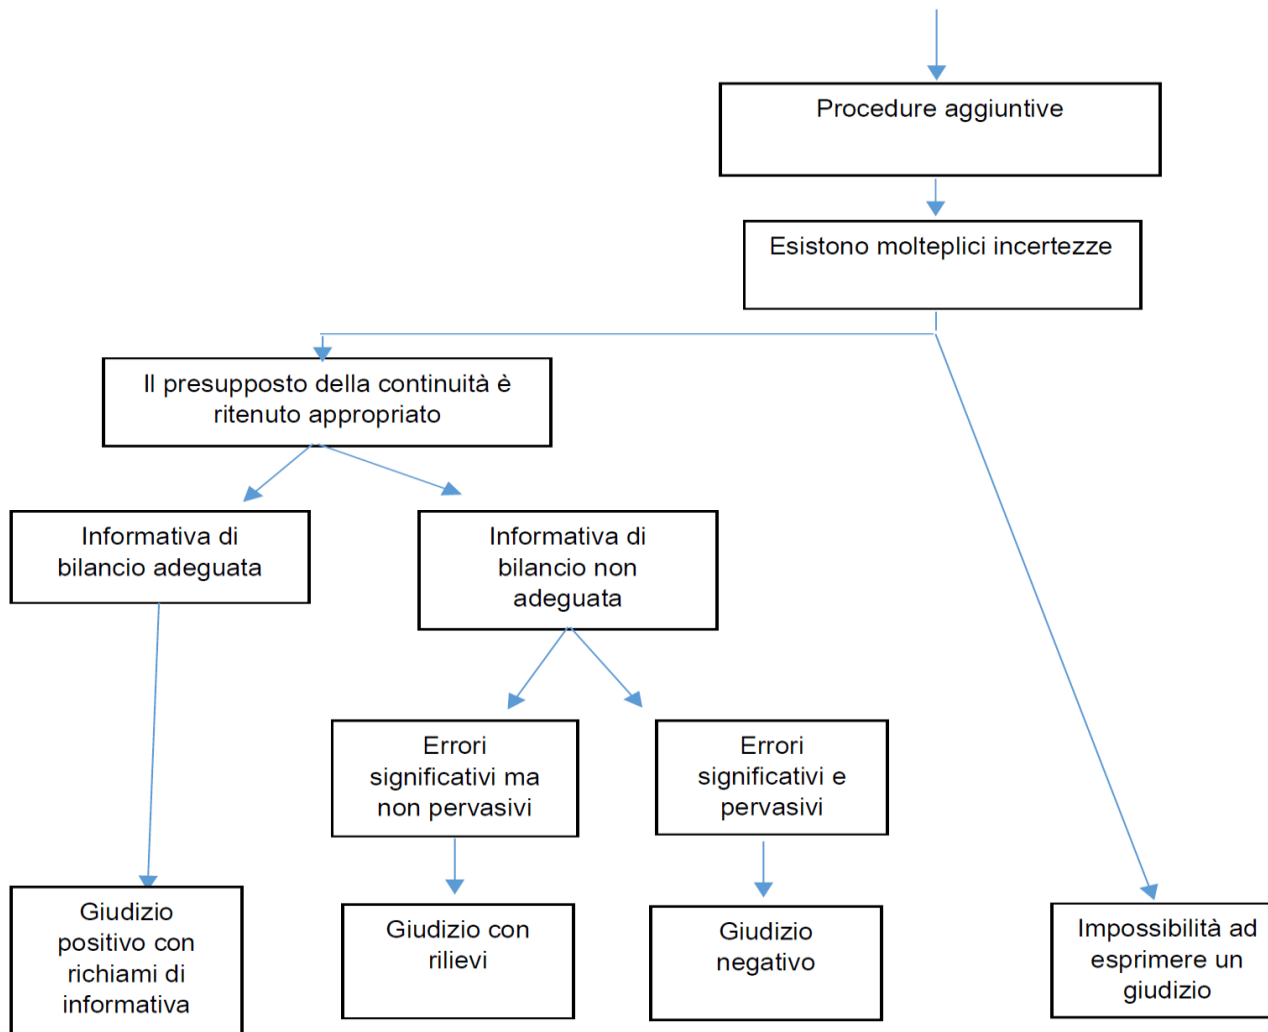 Procedure aggiuntive
Esistono molteplici incertezze
Il presupposto della continuità è
ritenuto appropriato
Informativa di
bilancio adeguata
Informativa di
bilancio non
adeguata
Errori
significativi ma
non pervasivi
Errori
significativi e
pervasivi
Giudizio
positivo con
richiami di
informativa
Giudizio con
rilievi
Giudizio
negativo
Impossibilità ad
esprimere un
giudizio